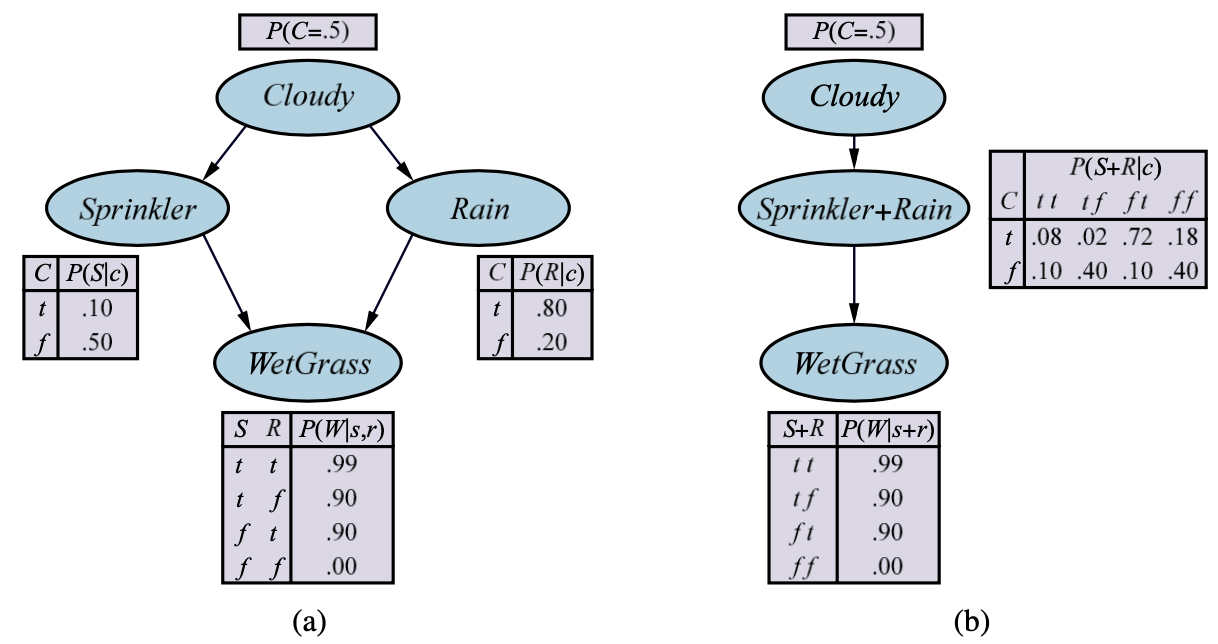 P(C=.5)
Cloudy
Sprinkler
Rain
C P(S|c)
t .10
f .50
C P(R|c)
t .80
f .20
WetGrass
S R P(W|s,r)
t t .99
t f .90
f t .90
f f .00
(a)
P(C=.5)
Cloudy
Sprinkler+Rain
P(S+R|c)
C t t t f f t f f
t .08 .02 .72 .18
f .10 .40 .10 .40
WetGrass
S+R P(W|s+r)
t t .99
t f .90
f t .90
f f .00
(b)